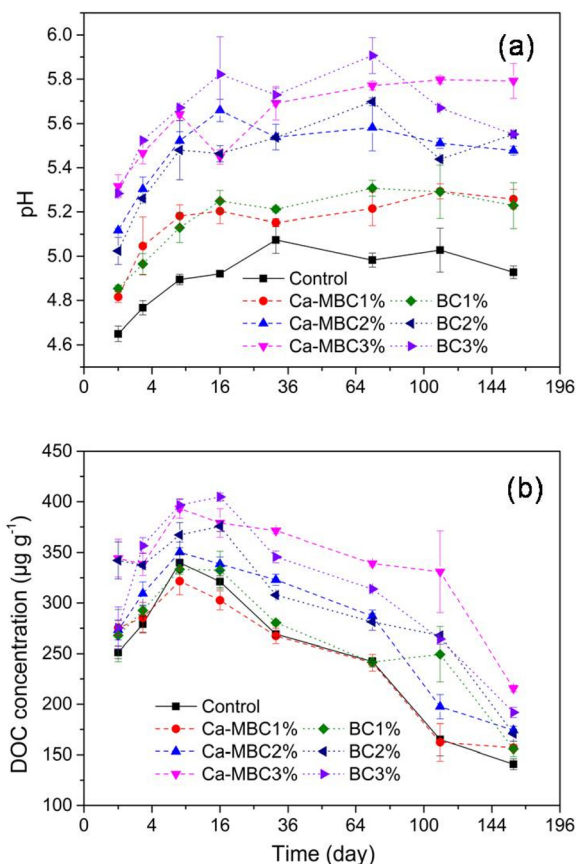 (a)
6.0
5.8
5.6
5.4
5.2
5.0
4.8
4.6
pH
Control
Ca-MBC1% BC1%
Ca-MBC2% BC2%
Ca-MBC3% BC3%
0 4 16 36 64 100 144 196
(b)
450
400
350
300
250
200
150
100
DOC concentration (µg g⁻¹)
Control
Ca-MBC1% BC1%
Ca-MBC2% BC2%
Ca-MBC3% BC3%
0 4 16 36 64 100 144 196
Time (day)